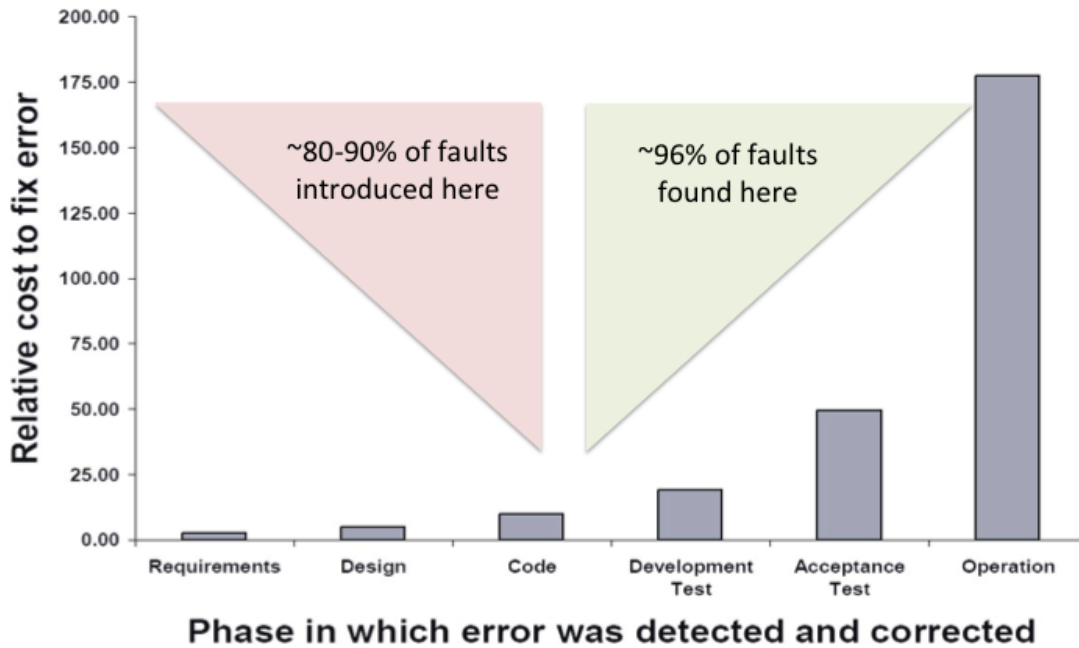 200.00
175.00
150.00
125.00
100.00
75.00
50.00
25.00
0.00
Relative cost to fix error
~80-90% of faults
introduced here
~96% of faults
found here
Requirements
Design
Code
Development
Test
Acceptance
Test
Operation
Phase in which error was detected and corrected